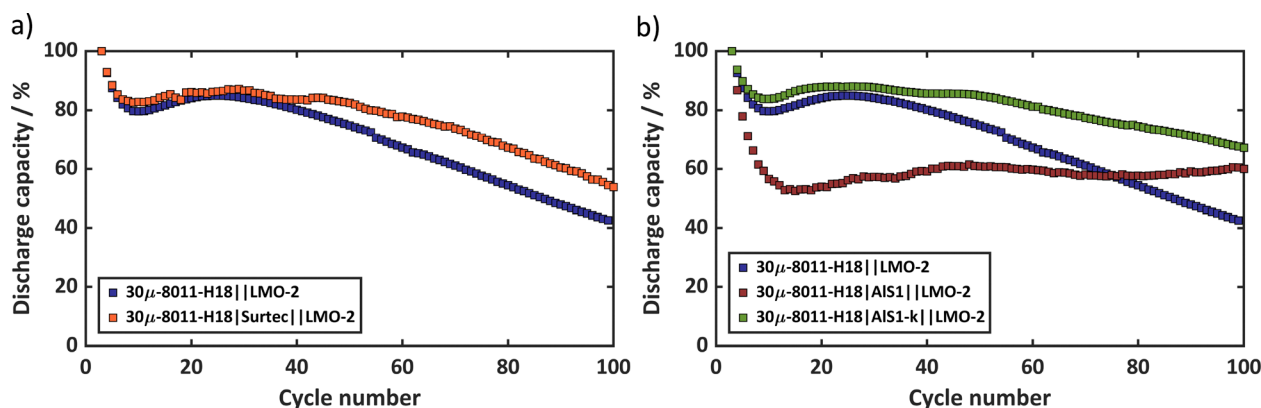 a)
100
80
60
40
20
0
Discharge capacity / %
30μ-8011-H18||LMO-2
30μ-8011-H18|Surtec||LMO-2
0 20 40 60 80 100
Cycle number
b)
100
80
60
40
20
0
Discharge capacity / %
30μ-8011-H18||LMO-2
30μ-8011-H18|AlS1||LMO-2
30μ-8011-H18|AlS1-k||LMO-2
0 20 40 60 80 100
Cycle number